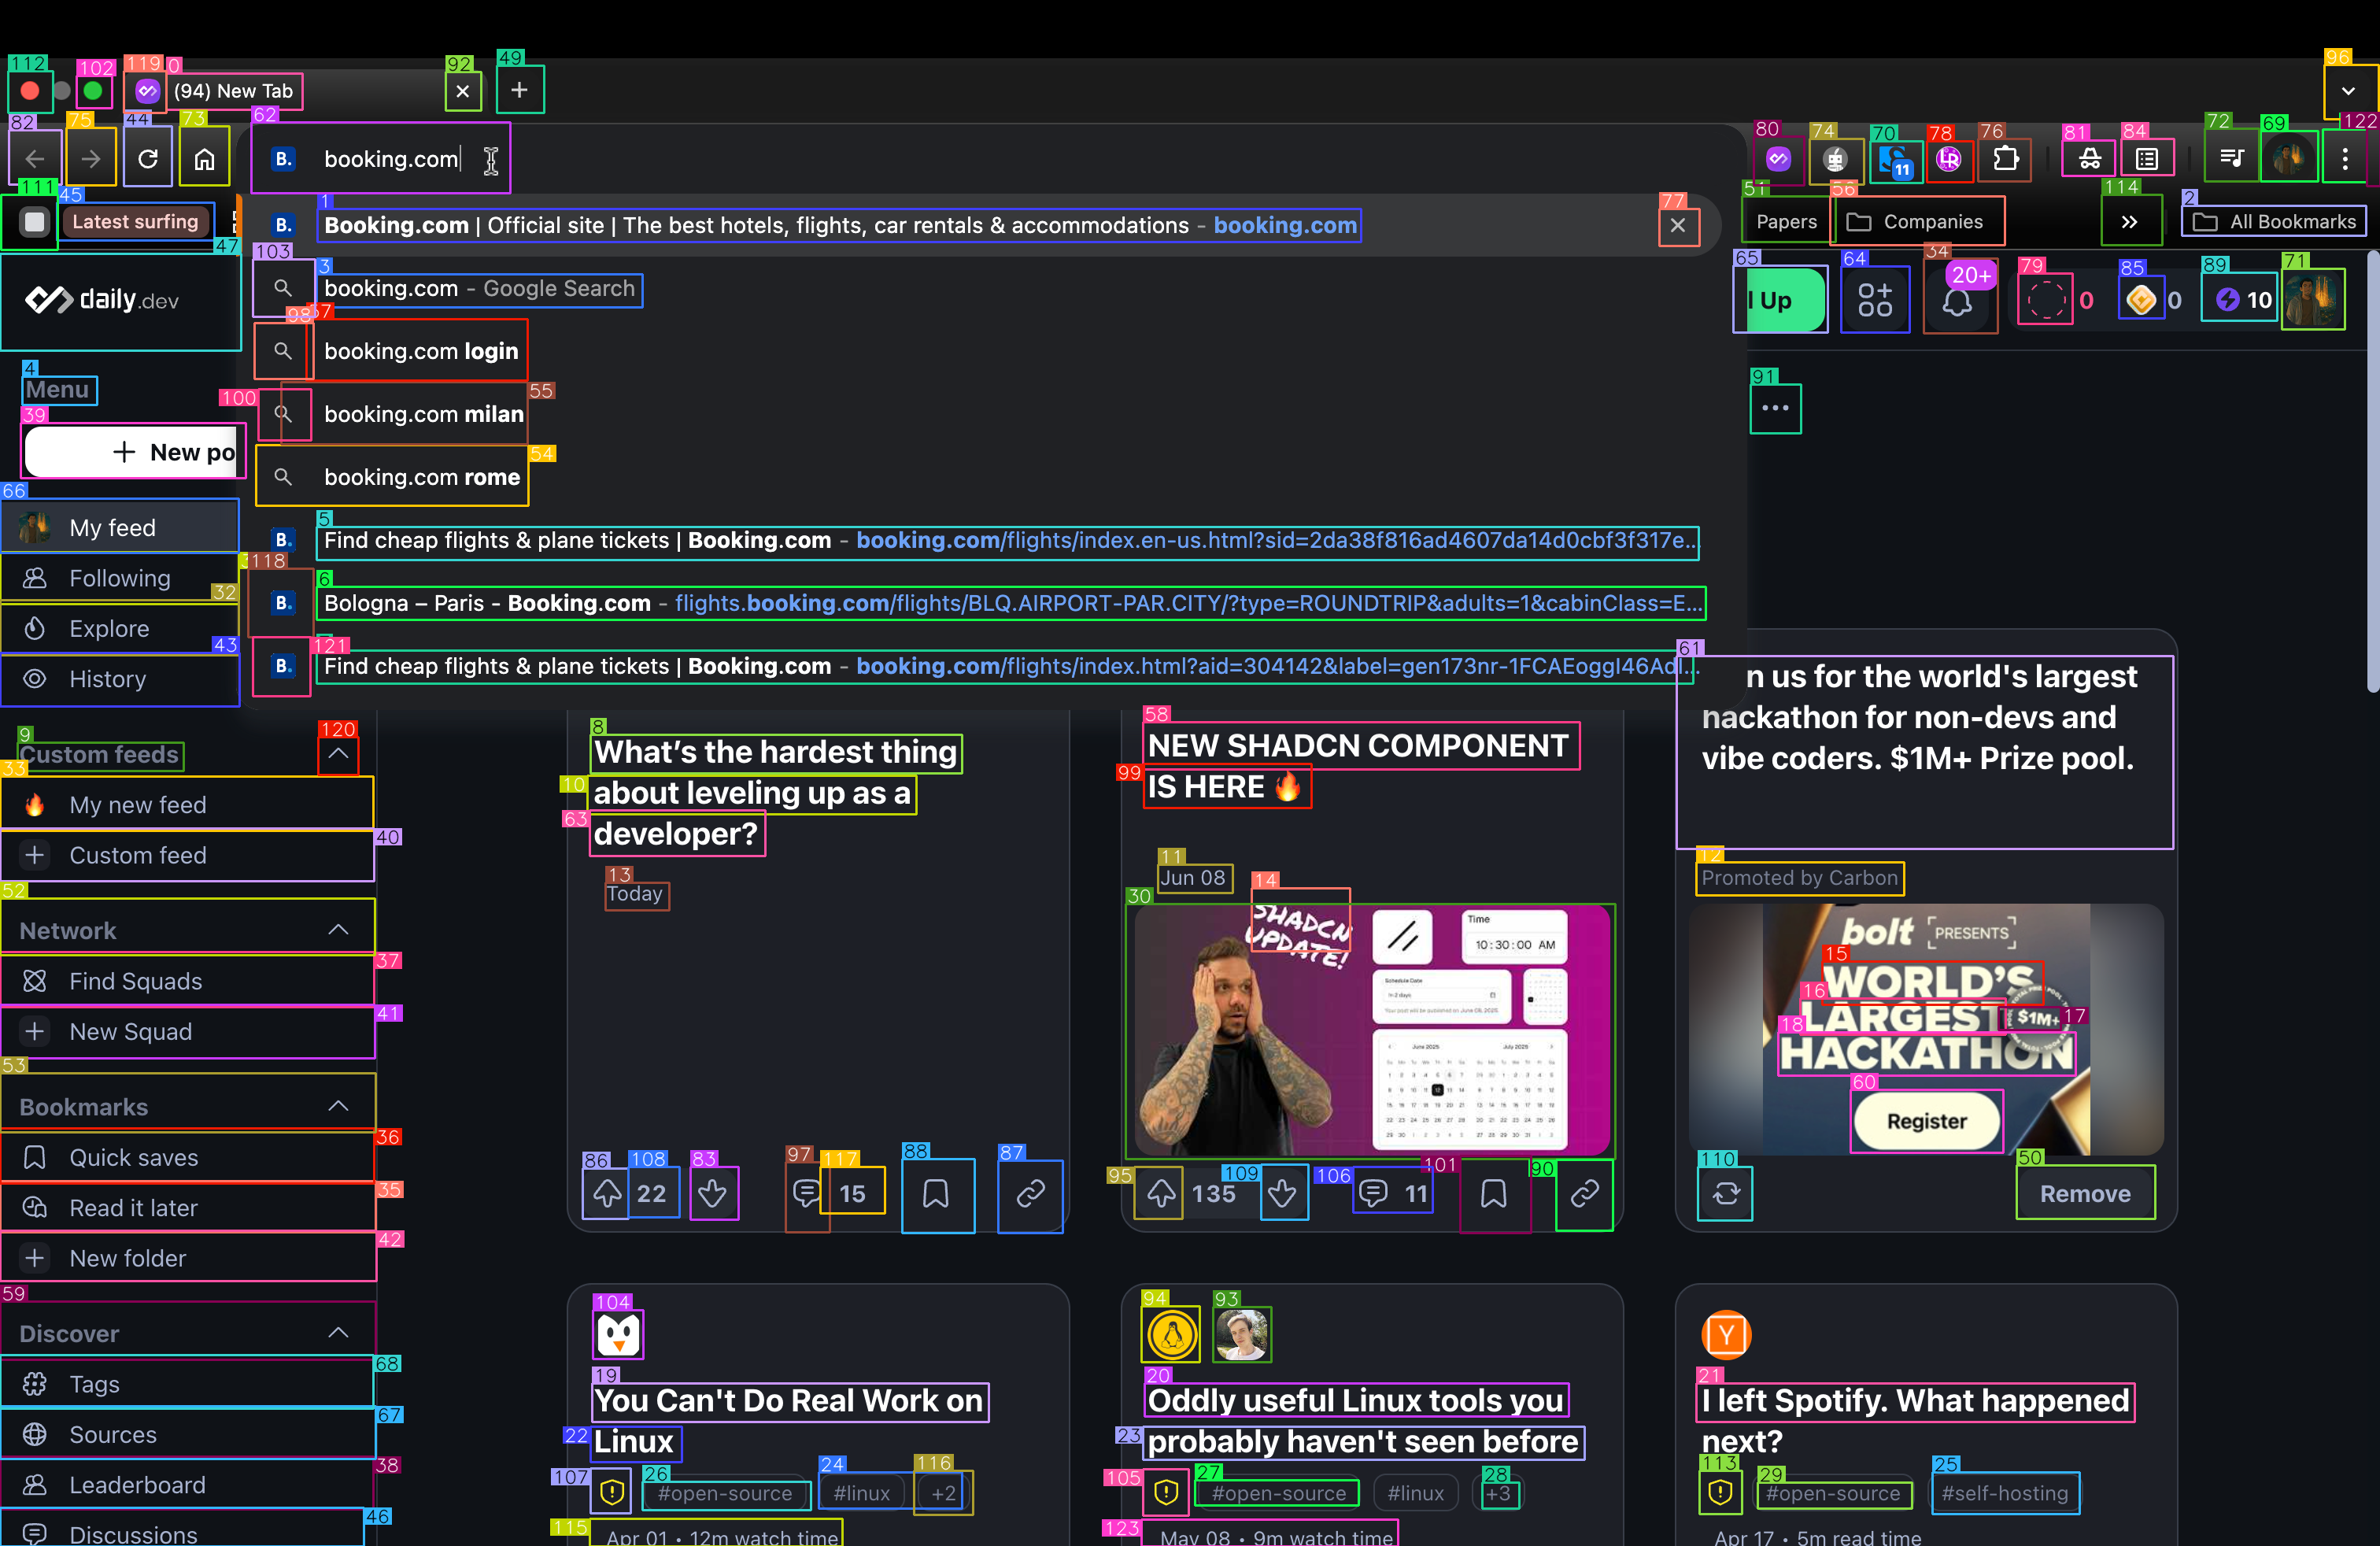 (94) New Tab
booking.com
Latest surfing
Booking.com | Official site | The best hotels, flights, car rentals & accommodations - booking.com
Papers
Companies
All Bookmarks
daily.dev
booking.com - Google Search
l Up
20+
0
0
10
booking.com login
Menu
booking.com milan
New po
booking.com rome
My feed
Find cheap flights & plane tickets | Booking.com - booking.com/flights/index.en-us.html?sid=2da38f816ad4607da14d0cbf3f317e...
Following
Bologna – Paris - Booking.com - flights.booking.com/flights/BLQ.AIRPORT-PAR.CITY/?type=ROUNDTRIP&adults=1&cabinClass=E...
Explore
Find cheap flights & plane tickets | Booking.com - booking.com/flights/index.html?aid=304142&label=gen173nr-1FCAEoggI46AdI...
History
Custom feeds
My new feed
Custom feed
Network
Find Squads
New Squad
Bookmarks
Quick saves
Read it later
New folder
Discover
Tags
Sources
Leaderboard
Discussions
What's the hardest thing
about leveling up as a
developer?
Today
22
15
NEW SHADCN COMPONENT
IS HERE 🔥
Jun 08
SHADCN
UPDATE!
Time
10:30:00 AM
Schedule Date
In 2 days
June 2025
July 2025
135
11
n us for the world's largest
hackathon for non-devs and
vibe coders. $1M+ Prize pool.
Promoted by Carbon
bolt PRESENTS
WORLD'S
LARGEST
$1M+
HACKATHON
Register
Remove
You Can't Do Real Work on
Linux
#open-source #linux +2
Apr 01 • 12m watch time
Oddly useful Linux tools you
probably haven't seen before
#open-source #linux +3
May 08 • 9m watch time
I left Spotify. What happened
next?
#open-source #self-hosting
Apr 17 • 5m read time